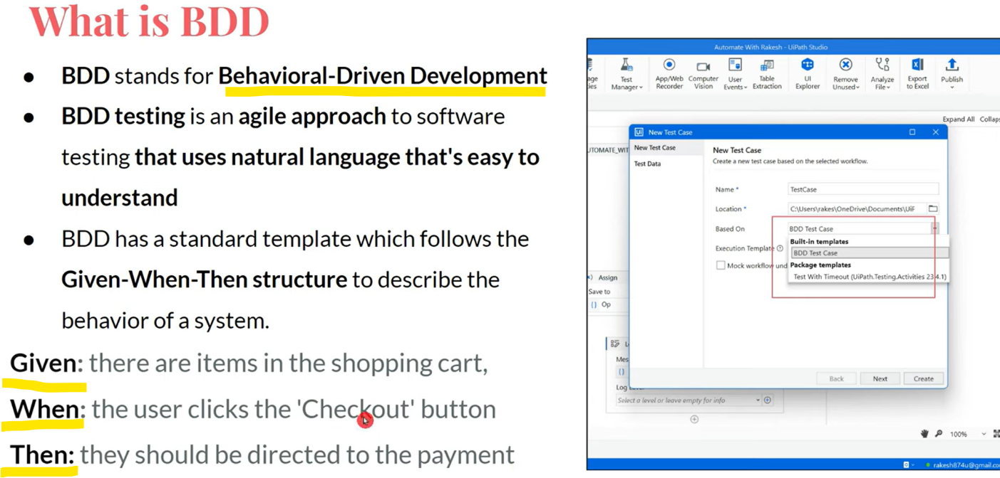 What is BDD
● BDD stands for Behavioral-Driven Development
● BDD testing is an agile approach to software
testing that uses natural language that's easy to
understand
● BDD has a standard template which follows the
Given-When-Then structure to describe the
behavior of a system.
Given: there are items in the shopping cart,
When: the user clicks the 'Checkout' button
Then: they should be directed to the payment
Automate With Rakesh - UiPath Studio
Test Manager
App/Web Recorder
Computer Vision
User Events
Table Extraction
UI Explorer
Remove Unused
Analyze File
Export to Excel
Publish
Expand All Collaps
UTOMATE_WIT
New Test Case
New Test Case
Test Data
New Test Case
Create a new test case based on the selected workflow.
Name * TestCase
Location * C:\Users\rakes\OneDrive\Documents\UiF
Based On BDD Test Case
Built-in templates
Execution Template
BDD Test Case
Mock workflow und
Package templates
Test With Timeout (UiPath.Testing.Activities 23.4.1)
Assign
Save to
Op
Mes
Log Level
Select a level or leave empty for info
Back Next Create
100%
rakesh874u@gmail.co